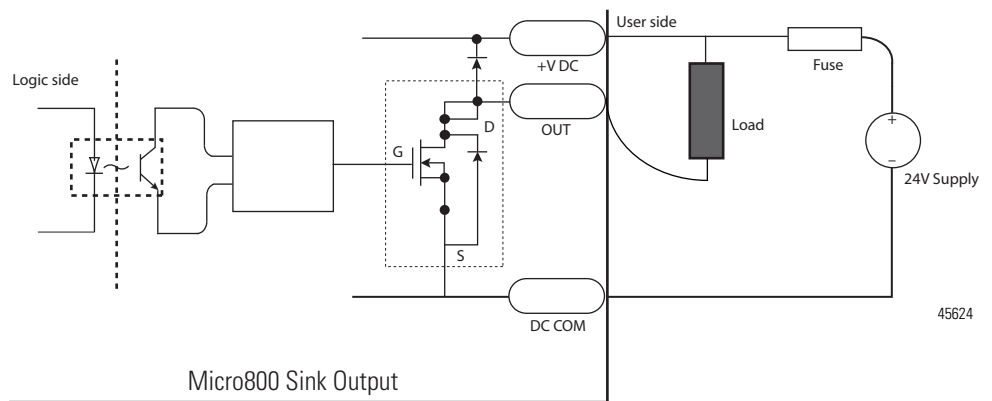 User side
+V DC
Fuse
Logic side
D
OUT
Load
G
+
–
24V Supply
S
DC COM
45624
Micro800 Sink Output